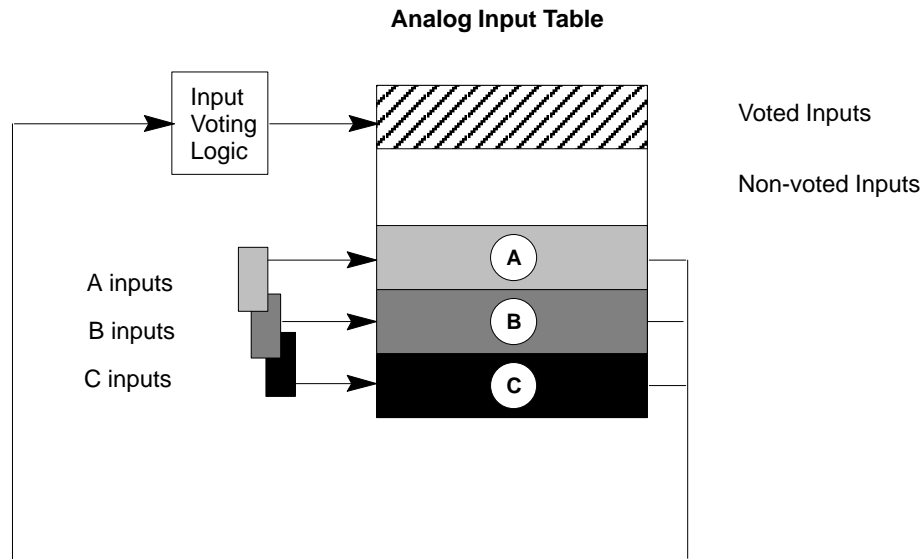 Analog Input Table
Input
Voting
Logic
Voted Inputs
Non-voted Inputs
A inputs
B inputs
C inputs
A
B
C